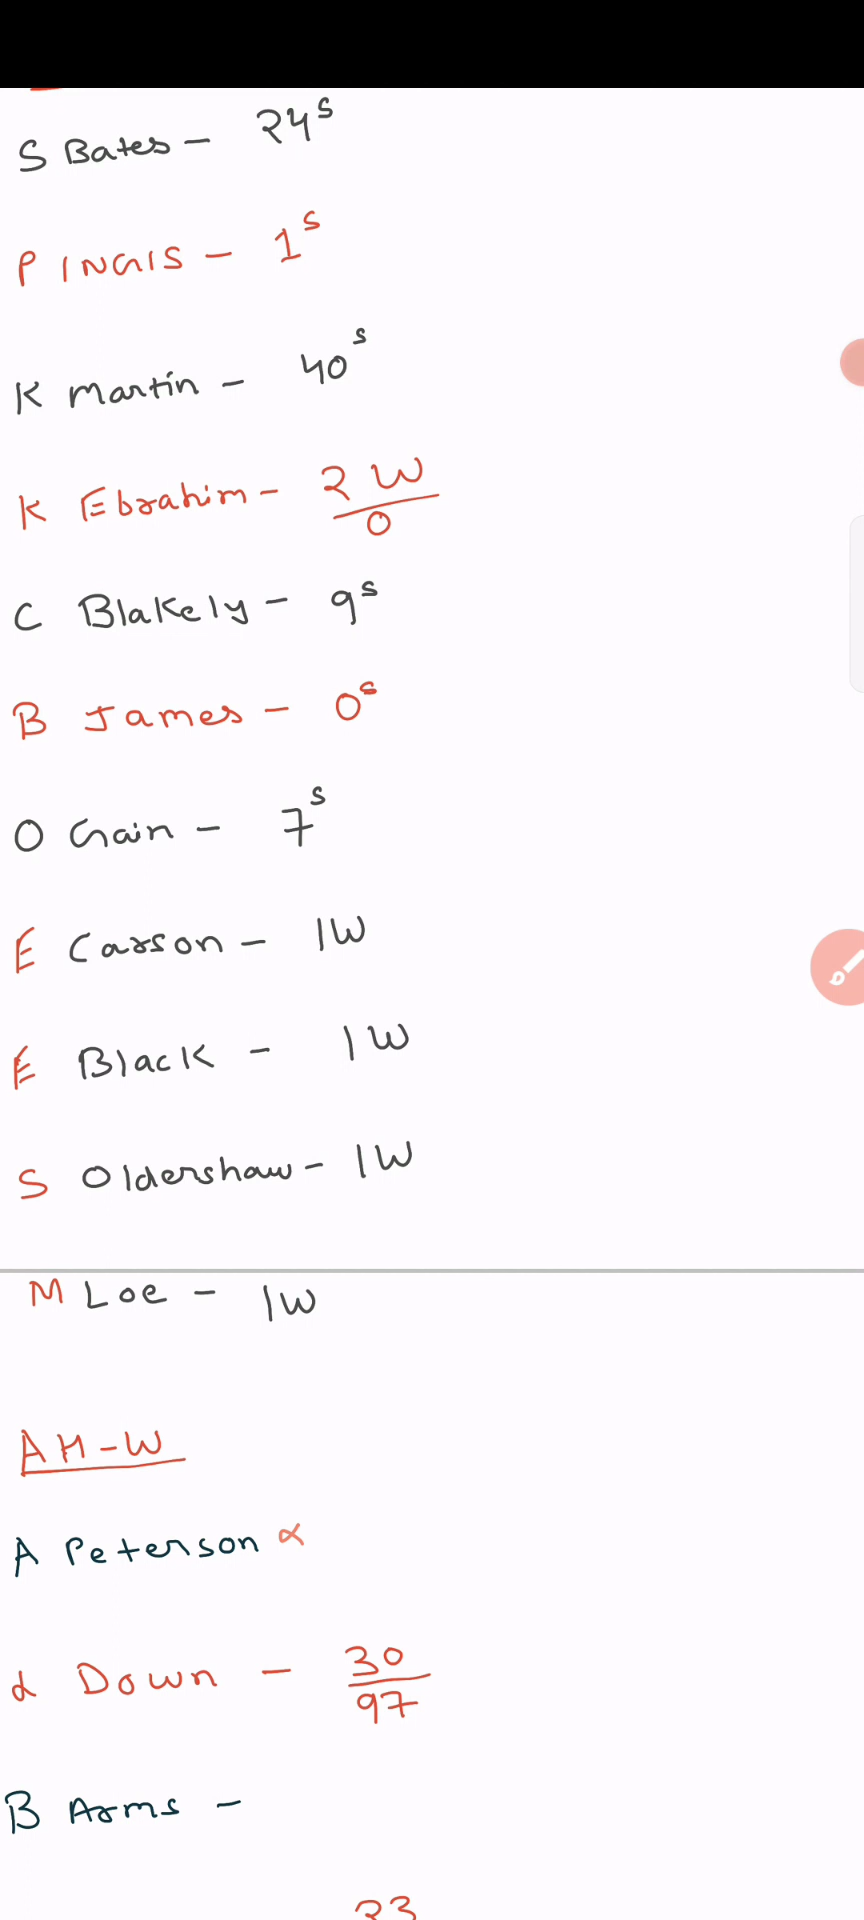 S Bates - 24s
P INGIS - 1s
K Martin - 40s
K Ebrahim - 2W
0
C Blakely - 9s
B James - 0s
O Gain - 7s
E Carson - 1W
E Black - 1W
S Oldershaw - 1W
M Loe - 1W
AH-W
A Peterson α
α Down - 30
97
B Arms -